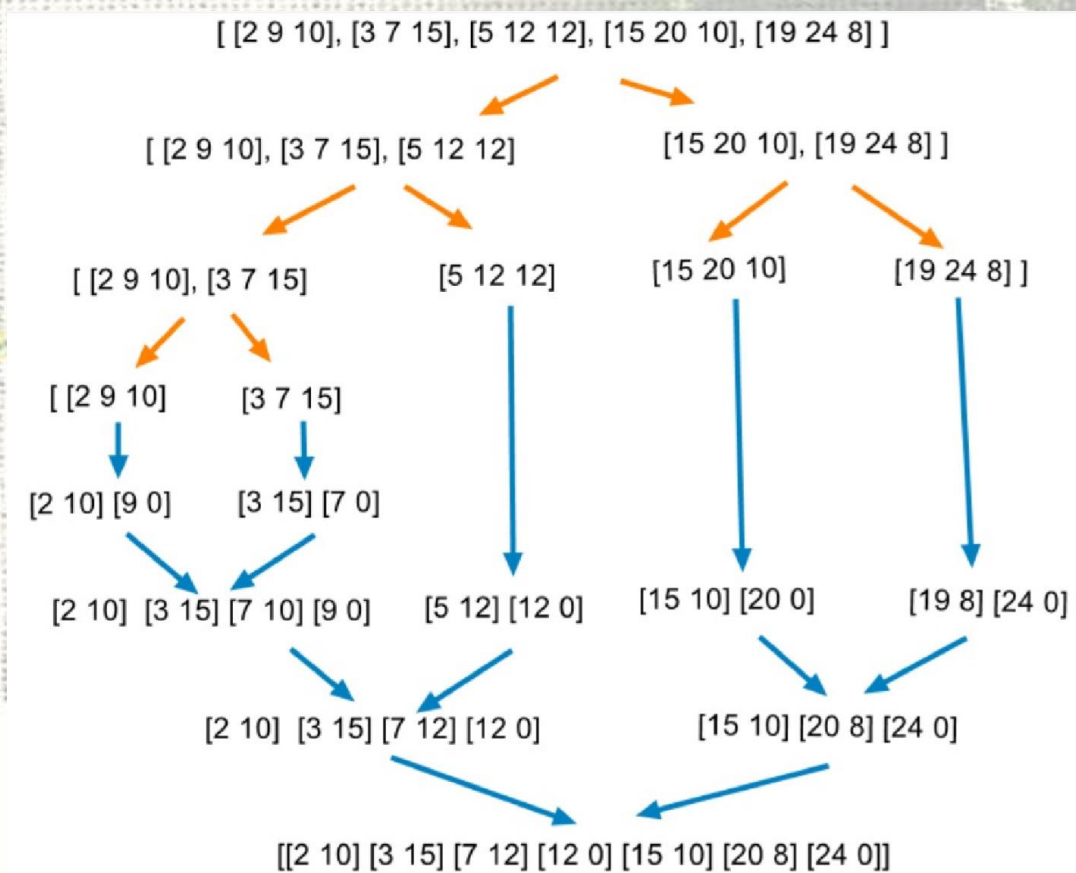 [ [2 9 10], [3 7 15], [5 12 12], [15 20 10], [19 24 8] ]
[ [2 9 10], [3 7 15], [5 12 12]
[15 20 10], [19 24 8] ]
[ [2 9 10], [3 7 15]
[5 12 12]
[15 20 10]
[19 24 8] ]
[ [2 9 10]
[3 7 15]
[2 10] [9 0]
[3 15] [7 0]
[2 10] [3 15] [7 10] [9 0]
[5 12] [12 0]
[15 10] [20 0]
[19 8] [24 0]
[2 10] [3 15] [7 12] [12 0]
[15 10] [20 8] [24 0]
[[2 10] [3 15] [7 12] [12 0] [15 10] [20 8] [24 0]]